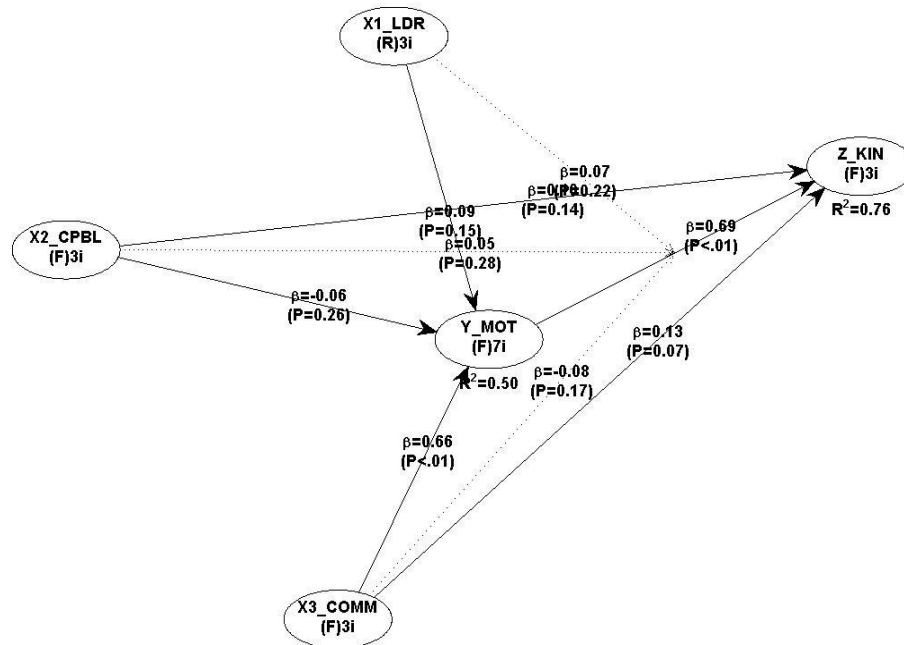 X1_LDR
(R)3i
Z_KIN
(F)3i
R²=0.76
β=0.07
(P=0.22)
(P=0.14)
β=0.09
(P=0.15)
β=0.69
(P<.01)
X2_CPBL
(F)3i
β=0.05
(P=0.28)
β=-0.06
(P=0.26)
Y_MOT
(F)7i
R²=0.50
β=0.13
(P=0.07)
β=-0.08
(P=0.17)
β=0.66
(P<.01)
X3_COMM
(F)3i